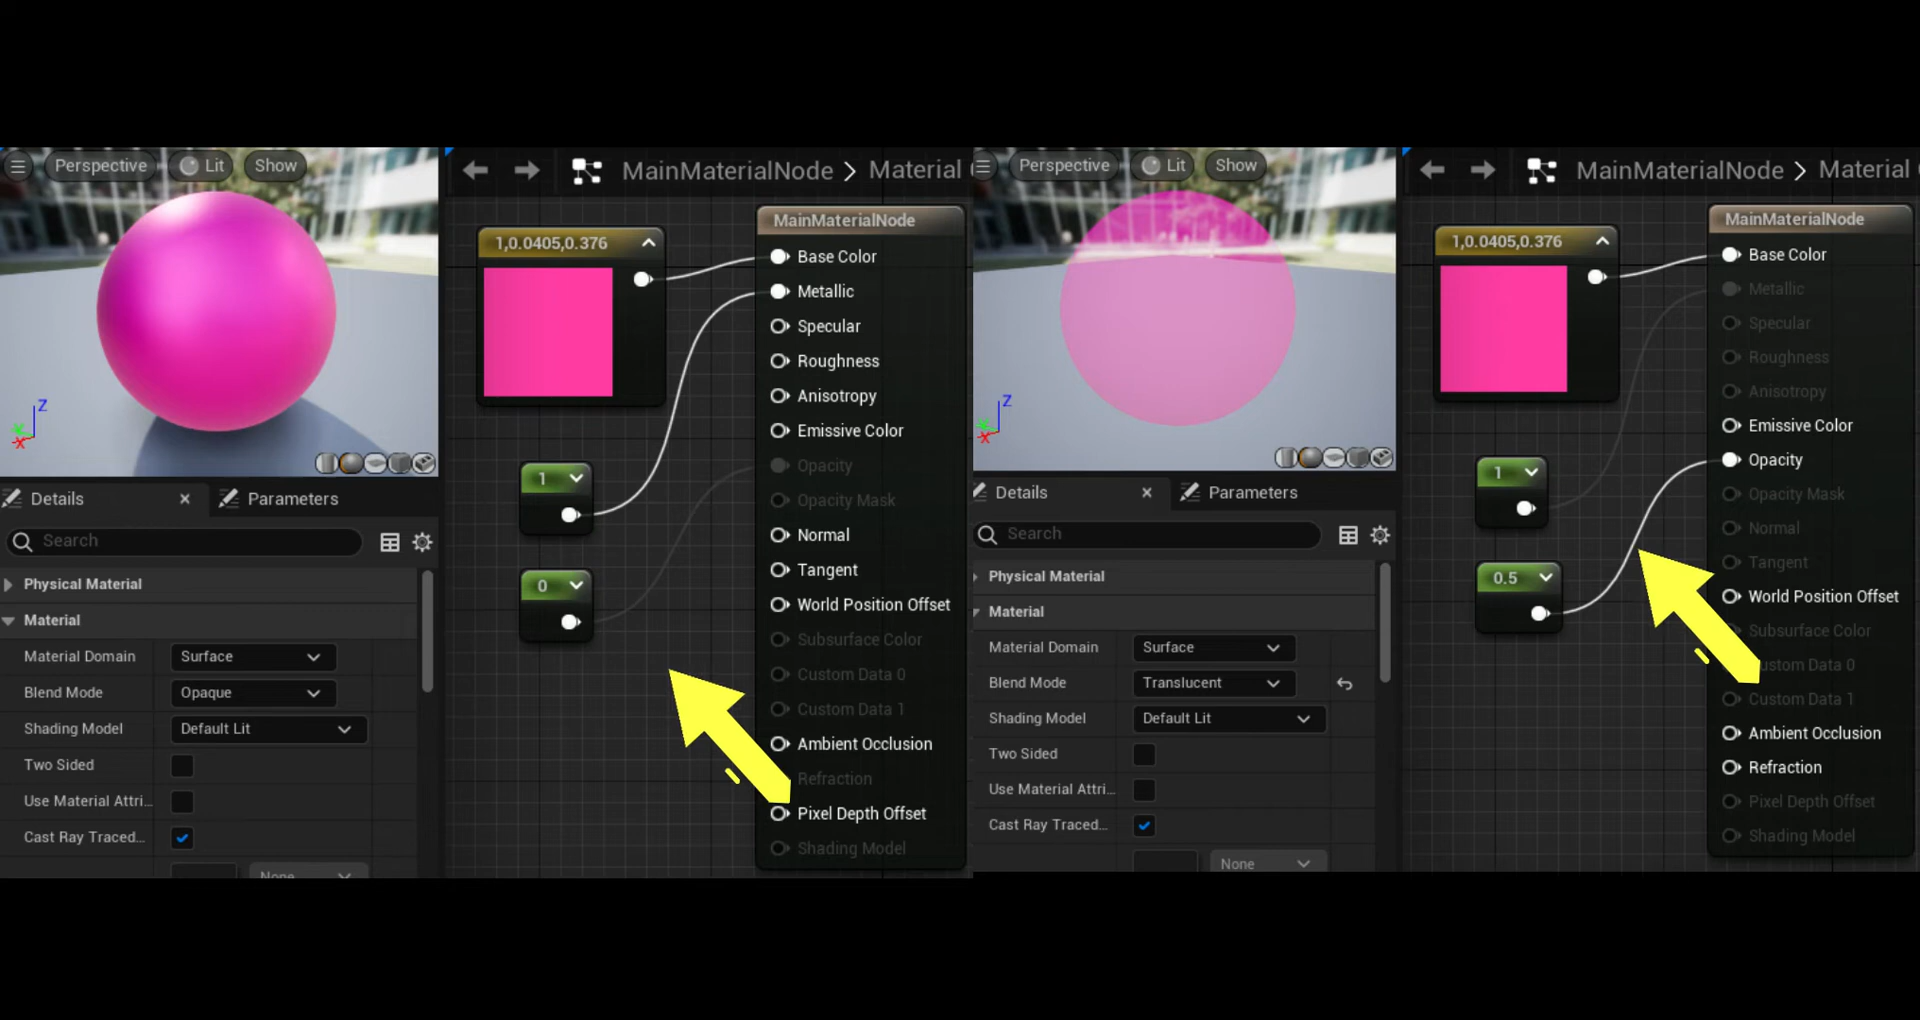 Perspective
Lit
Show
MainMaterialNode > Material
1,0.0405,0.376
1
0
MainMaterialNode
Base Color
Metallic
Specular
Roughness
Anisotropy
Emissive Color
Opacity
Opacity Mask
Normal
Tangent
World Position Offset
Subsurface Color
Custom Data 0
Custom Data 1
Ambient Occlusion
Refraction
Pixel Depth Offset
Shading Model
Z
Details
Parameters
Search
Physical Material
Material
Material Domain Surface
Blend Mode Opaque
Shading Model Default Lit
Two Sided
Use Material Attri...
Cast Ray Traced...
None
Perspective
Lit
Show
MainMaterialNode > Material
1,0.0405,0.376
1
0.5
MainMaterialNode
Base Color
Metallic
Specular
Roughness
Anisotropy
Emissive Color
Opacity
Opacity Mask
Normal
Tangent
World Position Offset
Subsurface Color
ustom Data 0
Custom Data 1
Ambient Occlusion
Refraction
Pixel Depth Offset
Shading Model
Z
Details
Parameters
Search
Physical Material
Material
Material Domain Surface
Blend Mode Translucent
Shading Model Default Lit
Two Sided
Use Material Attri...
Cast Ray Traced...
None